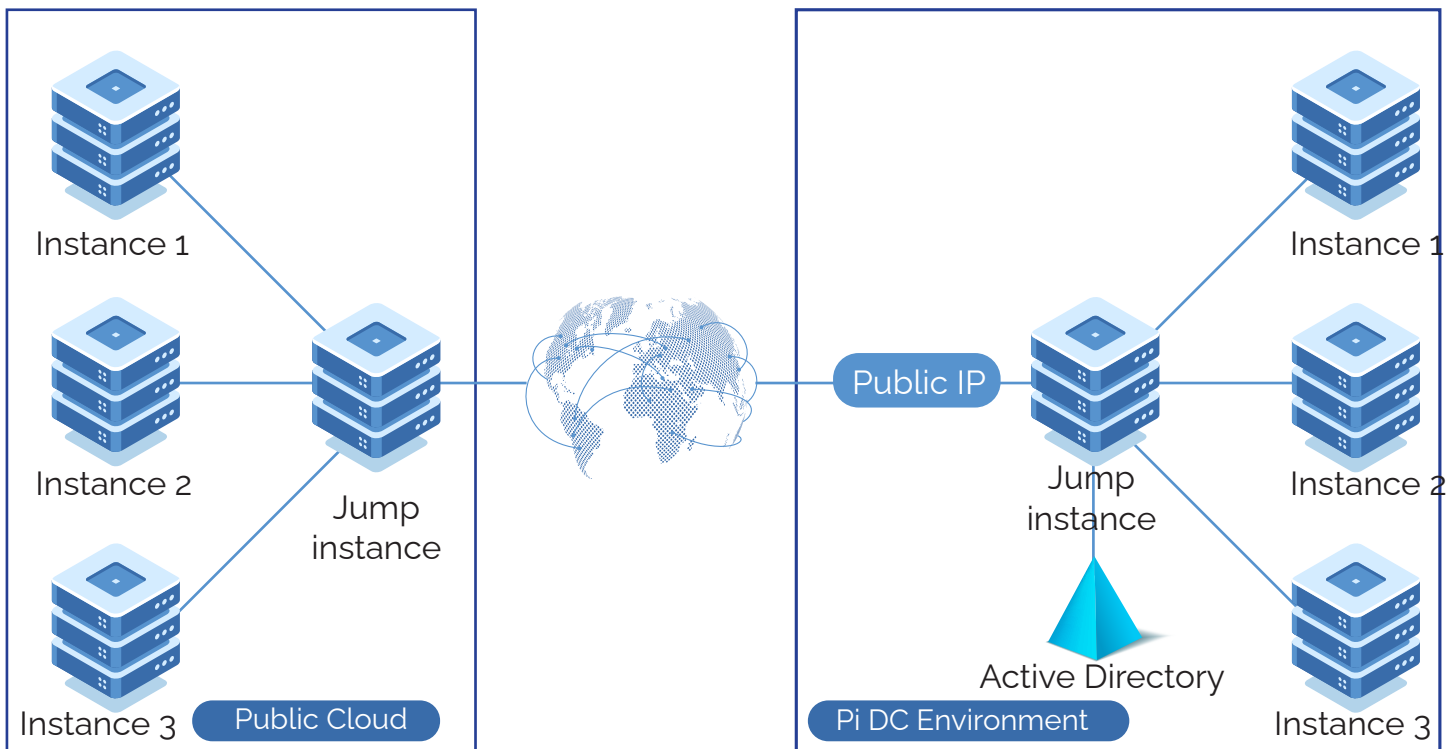 Instance 1
Instance 2
Jump
instance
Instance 3
Public Cloud
Public IP
Instance 1
Jump
instance
Instance 2
Active Directory
Pi DC Environment
Instance 3